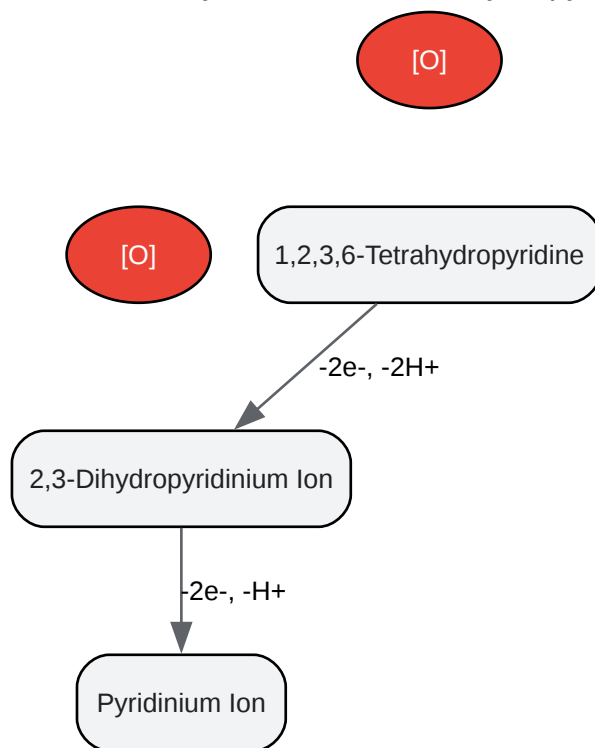 [O]
[O]
1,2,3,6-Tetrahydropyridine
-2e-, -2H+
2,3-Dihydropyridinium Ion
-2e-, -H+
Pyridinium Ion